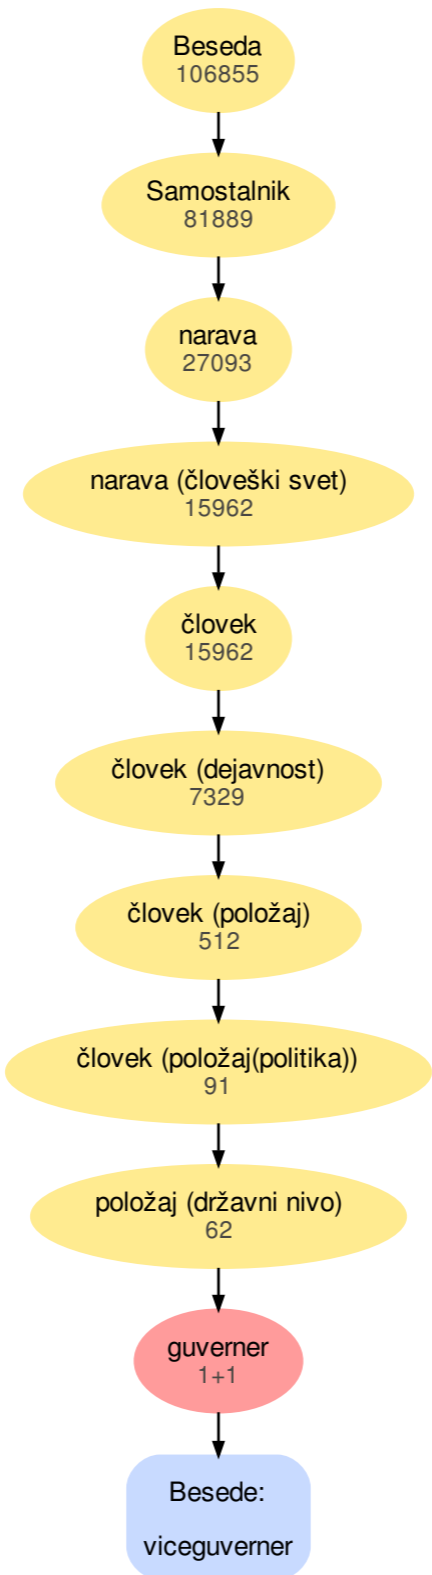 Beseda
106855
Samostalnik
81889
narava
27093
narava (človeški svet)
15962
človek
15962
človek (dejavnost)
7329
človek (položaj)
512
človek (položaj(politika))
91
položaj (državni nivo)
62
guverner
1+1
Besede:
viceguverner